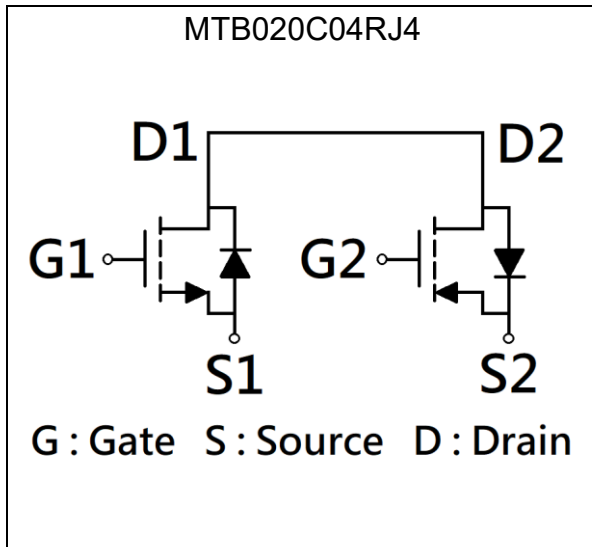 MTB020C04RJ4
D1 D2
G1 G2
S1 S2
G : Gate S : Source D : Drain